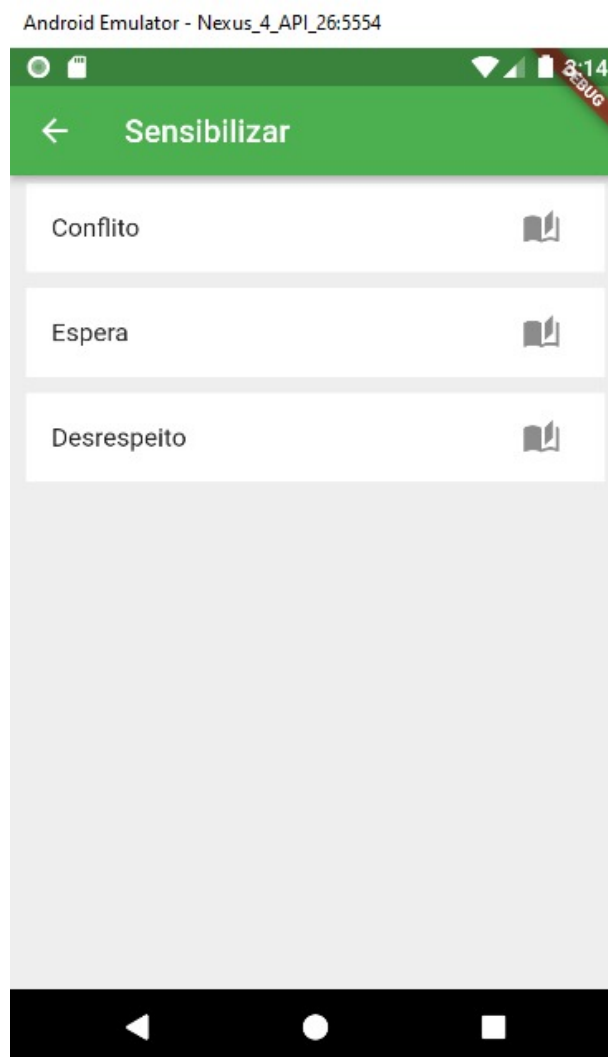 Android Emulator - Nexus_4_API_26:5554
3:14
DEBUG
Sensibilizar
Conflito
Espera
Desrespeito